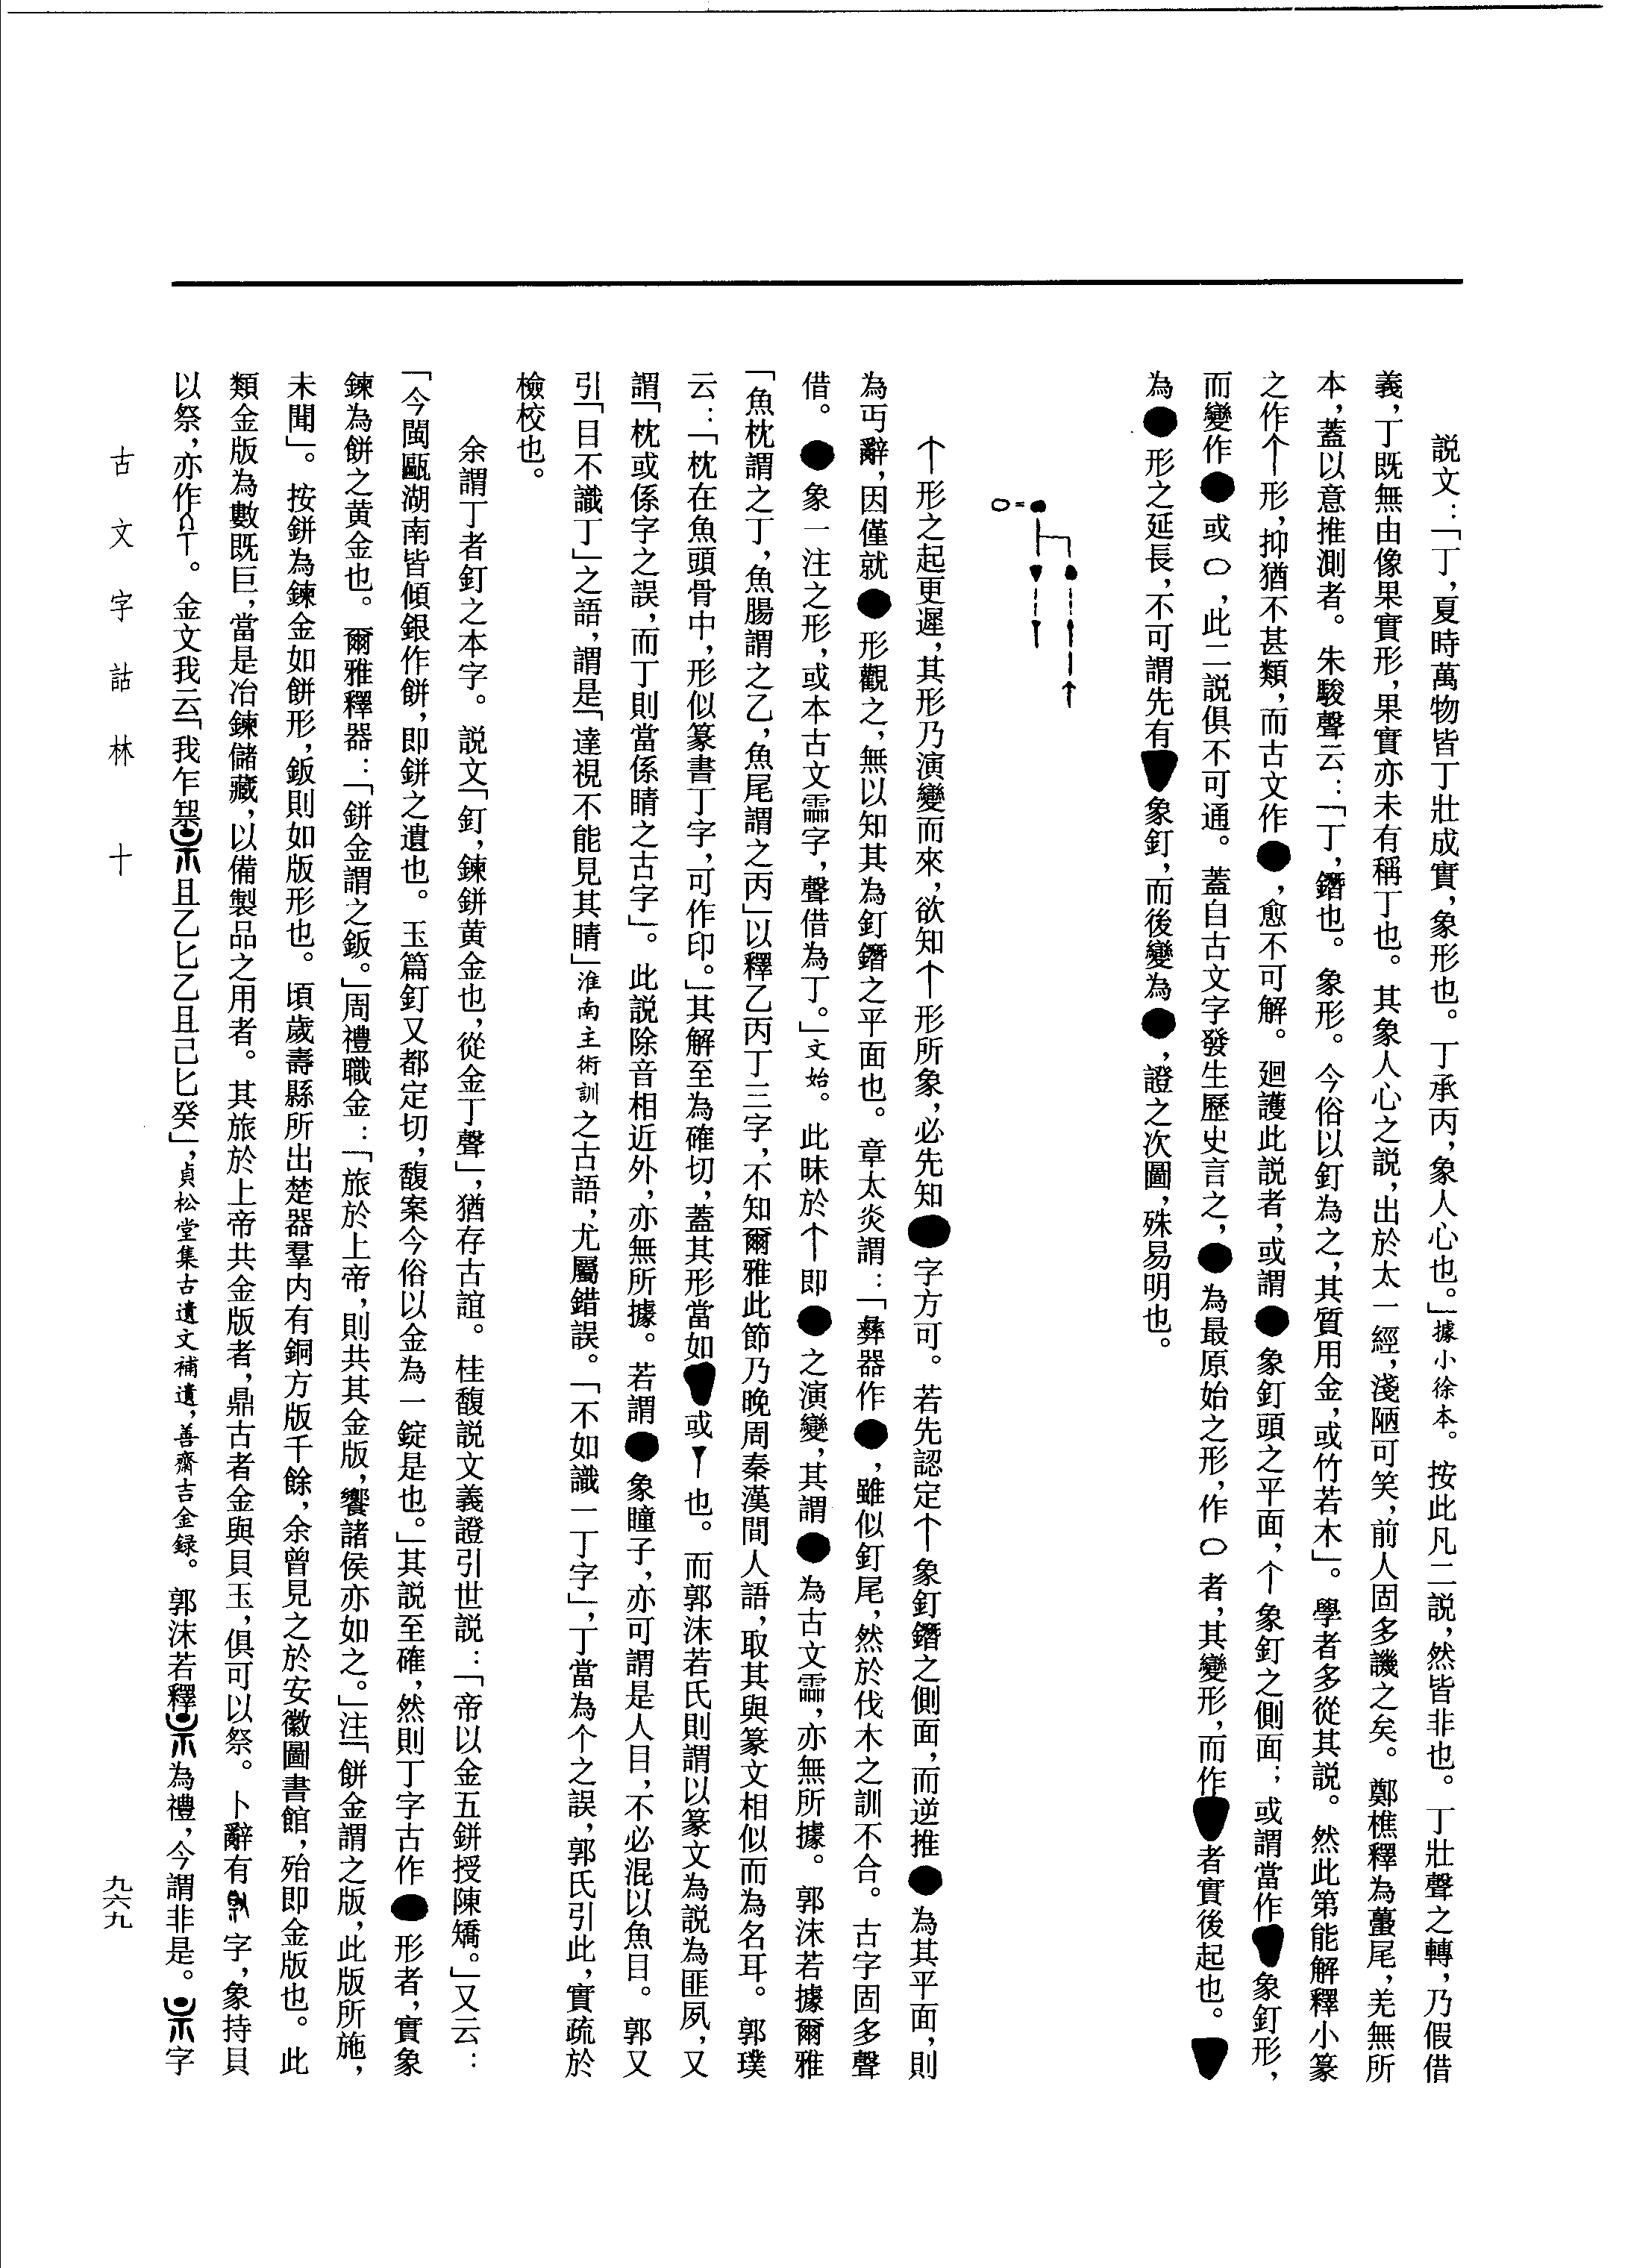 説文：「丁，夏時萬物皆丁壯成實，象形也。丁承丙，象人心也。」據小徐本。按此凡二説，然皆非也。丁壯聲之轉，乃假借
義，丁既無由像果實形，果實亦未有稱丁也。其象人心之説，出於太一經，淺陋可笑，前人固多譏之矣。鄭樵釋為蠆尾，羌無所
本，蓋以意推測者。朱駿聲云：「丁，鐕也。象形。今俗以釘為之，其質用金，或竹若木」。學者多從其説。然此第能解釋小篆
之作↑形，抑猶不甚類，而古文作●，愈不可解。廻護此説者，或謂●象釘頭之平面，↑象釘之側面；或謂當作▼象釘形，
而變作●或○，此二説俱不可通。蓋自古文字發生歷史言之，●為最原始之形，作○者，其變形，而作▼者實後起也。▼
為●形之延長，不可謂先有▼象釘，而後變為●，證之次圖，殊易明也。
↑形之起更遲，其形乃演變而來，欲知↑形所象，必先知●字方可。若先認定↑象釘鐕之側面，而逆推●為其平面，則
為丏辭，因僅就●形觀之，無以知其為釘鐕之平面也。章太炎謂：「彝器作●，雖似釘尾，然於伐木之訓不合。古字固多聲
借。●象一注之形，或本古文霝字，聲借為丁。」文始。此昧於↑即●之演變，其謂●為古文霝，亦無所據。郭沫若據爾雅
「魚枕謂之丁，魚腸謂之乙，魚尾謂之丙」以釋乙丙丁三字，不知爾雅此節乃晚周秦漢間人語，取其與篆文相似而為名耳。郭璞
云：「枕在魚頭骨中，形似篆書丁字，可作印。」其解至為確切，蓋其形當如▼或丫也。而郭沫若氏則謂以篆文為説為匪夙，又
謂「枕或係字之誤，而丁則當係睛之古字」。此説除音相近外，亦無所據。若謂●象瞳子，亦可謂是人目，不必混以魚目。郭又
引「目不識丁」之語，謂是「達視不能見其睛」淮南主術訓之古語，尤屬錯誤。「不如識一丁字」，丁當為个之誤，郭氏引此，實疏於
檢校也。
余謂丁者釘之本字。説文「釘，鍊鉼黄金也，從金丁聲」，猶存古誼。桂馥説文義證引世説：「帝以金五鉼授陳矯。」又云：
「今閩甌湖南皆傾銀作餅，即鉼之遺也。玉篇釘又都定切，馥案今俗以金為一錠是也。」其説至確，然則丁字古作●形者，實象
鍊為餅之黄金也。爾雅釋器：「鉼金謂之鈑。」周禮職金：「旅於上帝，則共其金版，饗諸侯亦如之。」注「餅金謂之版，此版所施，
未聞」。按鉼為鍊金如餅形，鈑則如版形也。頃歲壽縣所出楚器羣内有銅方版千餘，余曾見之於安徽圖書館，殆即金版也。此
類金版為數既巨，當是冶鍊儲藏，以備製品之用者。其旅於上帝共金版者，鼎古者金與貝玉，俱可以祭。卜辭有字，象持貝
以祭，亦作。金文我云「我乍禦且乙匕乙且己匕癸」，貞松堂集古遺文補遺，善齋吉金録。郭沫若釋為禮，今謂非是。字
古文字詁林　十
九六九